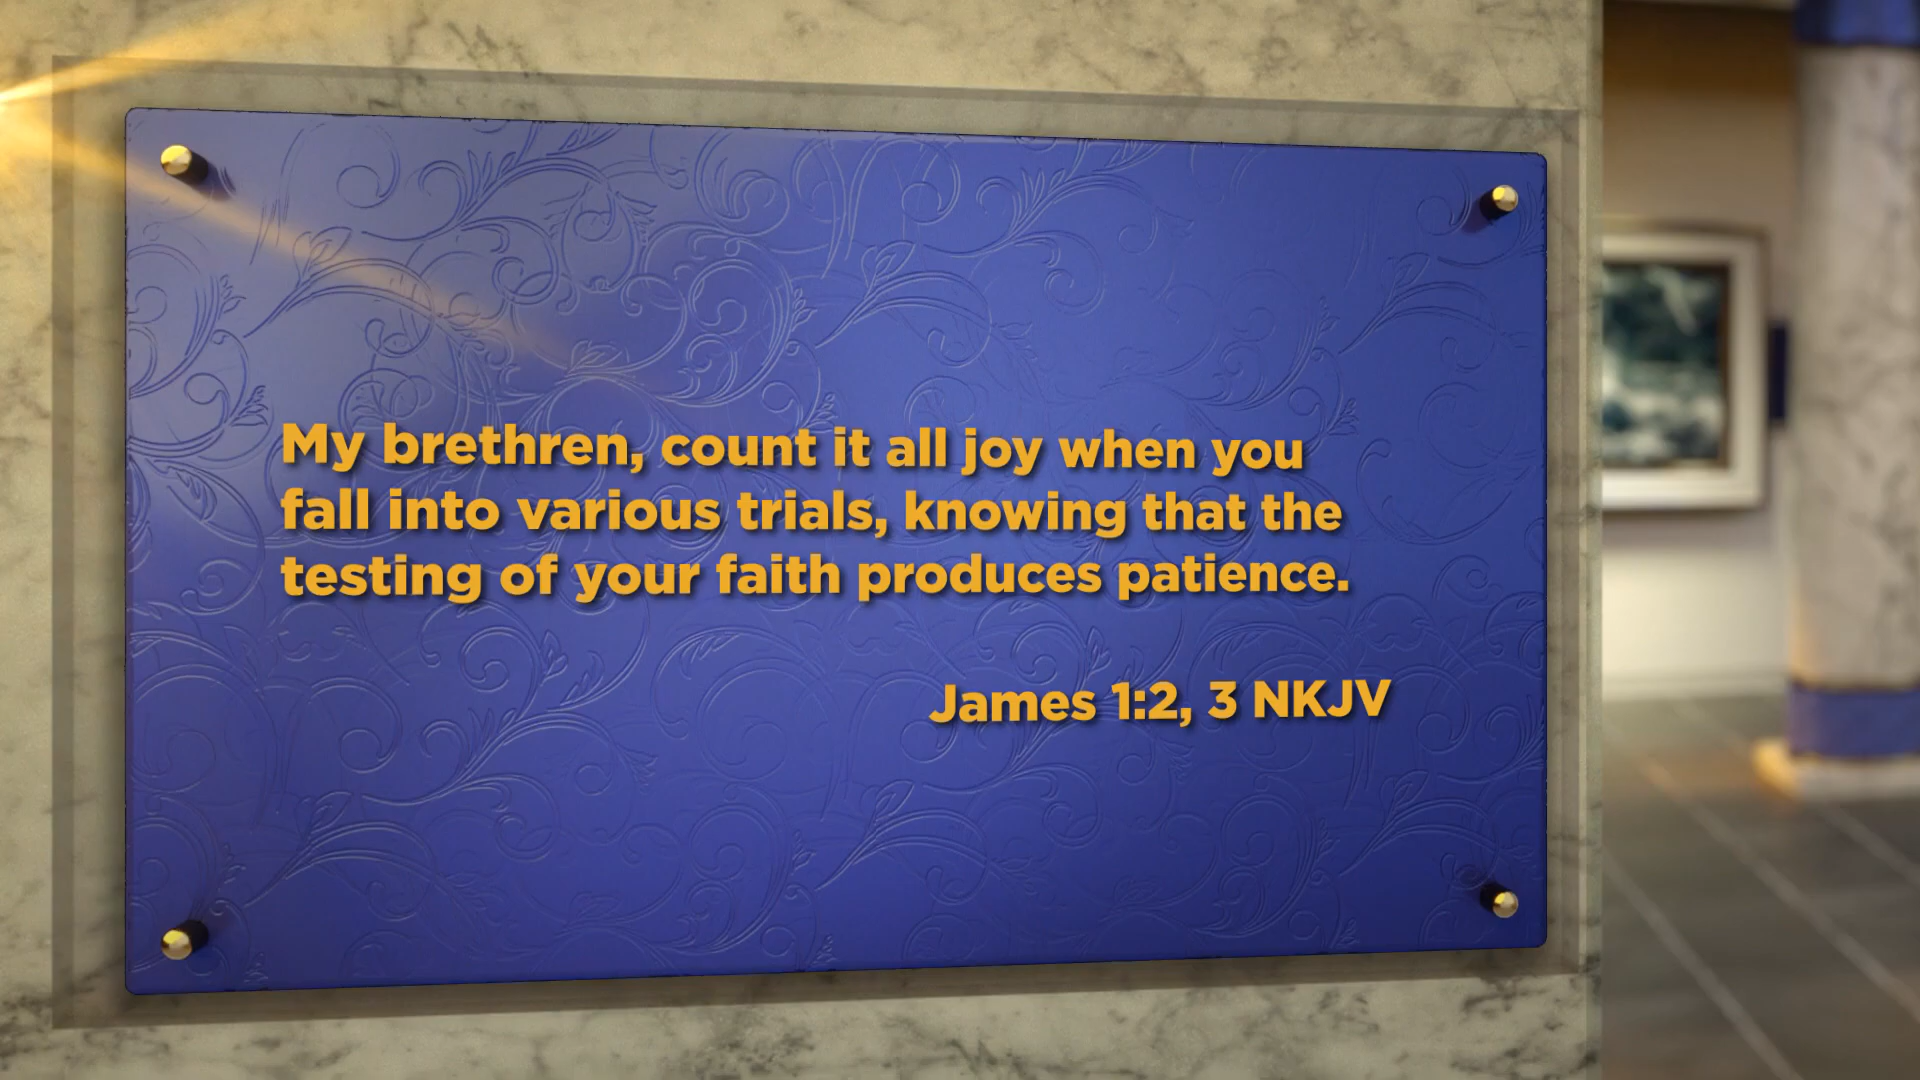 My brethren, count it all joy when you
fall into various trials, knowing that the
testing of your faith produces patience.
James 1:2, 3 NKJV